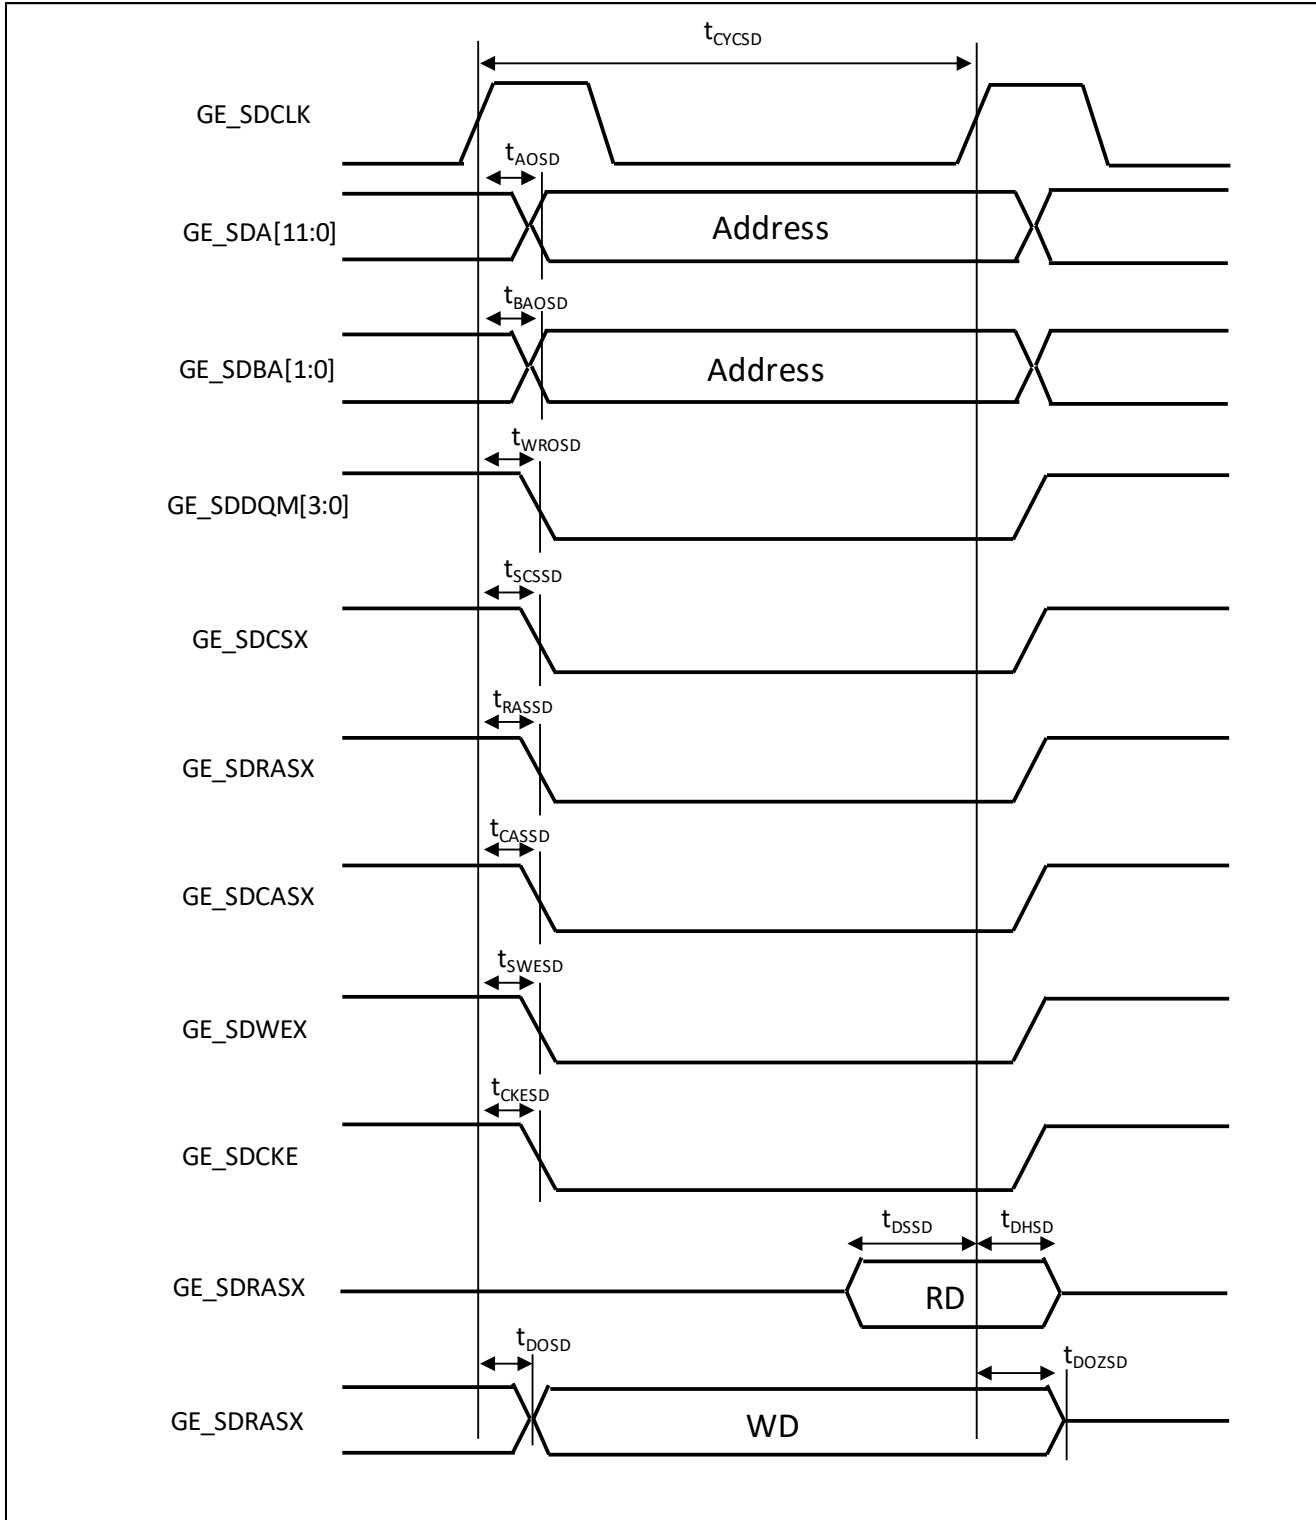 tCYCSD
GE_SDCLK
tAOSD
GE_SDA[11:0]
Address
tBAOSD
GE_SDBA[1:0]
Address
tWROSD
GE_SDDQM[3:0]
tSCSSD
GE_SDCSX
tRASSD
GE_SDRASX
tCASSD
GE_SDCASX
tSWESD
GE_SDWEX
tCKESD
GE_SDCKE
tDSSD tDHSD
GE_SDRASX
RD
tDOSD
tDOZSD
GE_SDRASX
WD